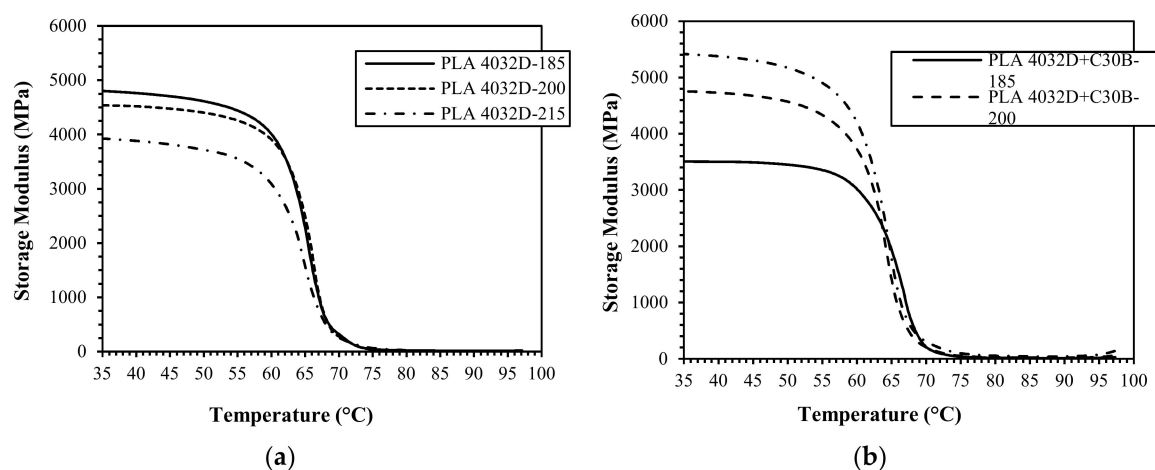 6000
5000
4000
3000
2000
1000
0
Storage Modulus (MPa)
PLA 4032D-185
PLA 4032D-200
PLA 4032D-215
35 40 45 50 55 60 65 70 75 80 85 90 95 100
Temperature (°C)
(a)
6000
5000
4000
3000
2000
1000
0
Storage Modulus (MPa)
PLA 4032D+C30B-
185
PLA 4032D+C30B-
200
35 40 45 50 55 60 65 70 75 80 85 90 95 100
Temperature (°C)
(b)